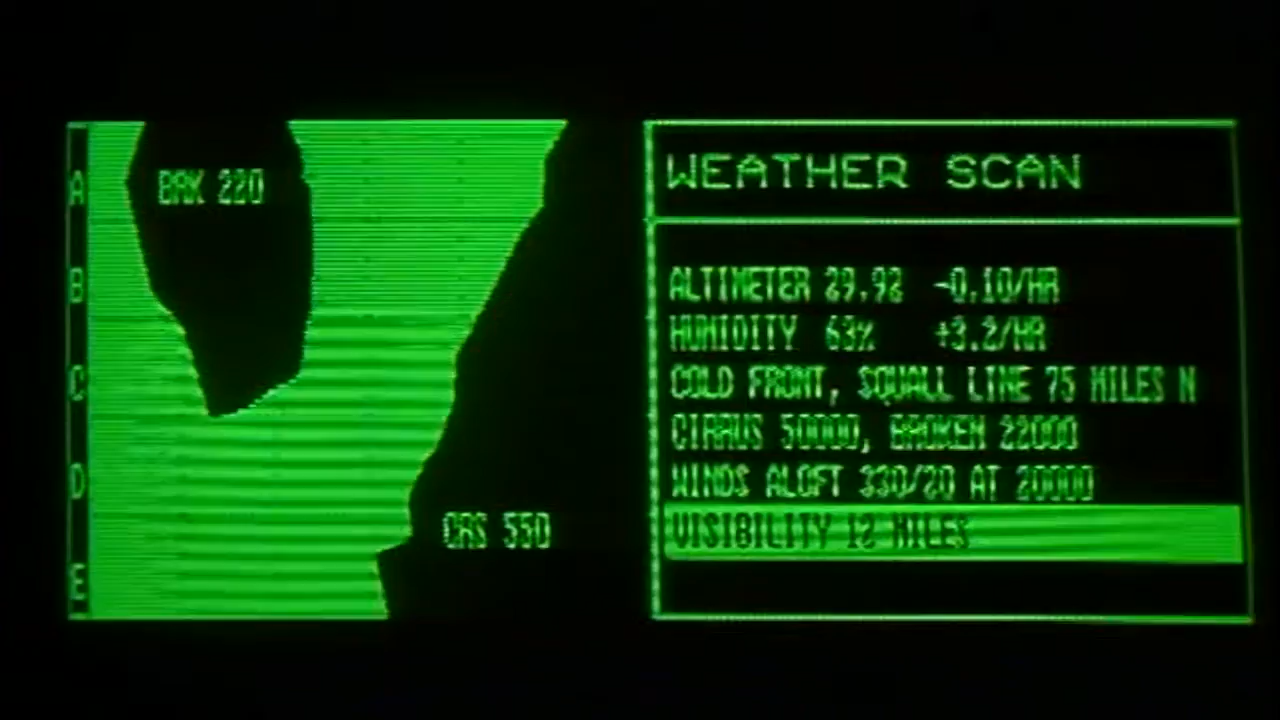 A
BAK 220
B
C
D
CAS 550
E
WEATHER SCAN
ALTIMETER 29.92 -0.10/HR
HUMIDITY 63% +3.2/HR
COLD FRONT, SQUALL LINE 75 MILES N
CIRRUS 50000, BROKEN 22000
WINDS ALOFT 330/20 AT 20000
VISIBILITY 12 MILES